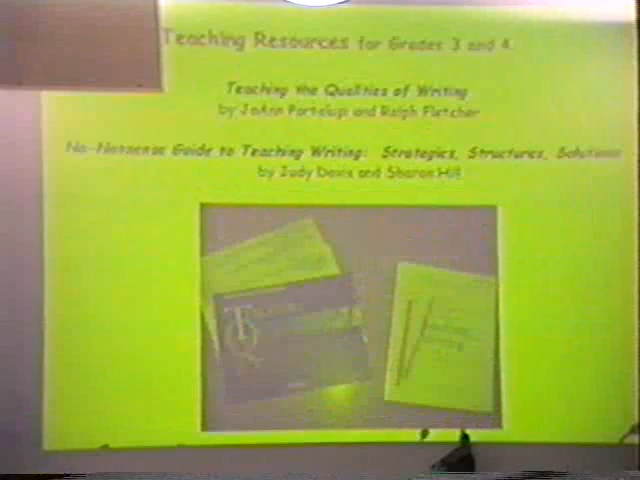 Teaching Resources for Grades 3 and 4
Teaching the Qualities of Writing
by JoAnn Portalupi and Ralph Fletcher
No-Nonsense Guide to Teaching Writing: Strategies, Structures, Solutions
by Judy Davis and Sharon Hill
T
Q